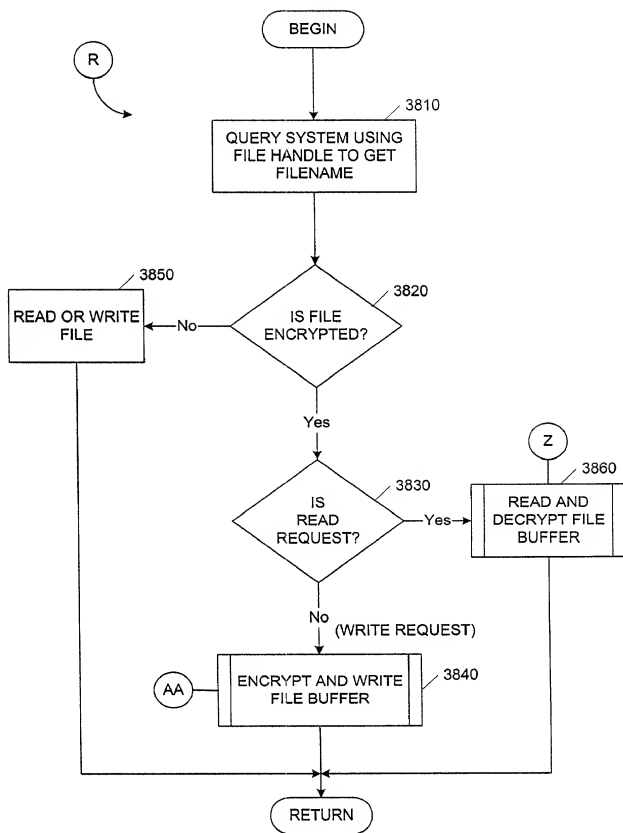 BEGIN
R
3810
QUERY SYSTEM USING
FILE HANDLE TO GET
FILENAME
3850
READ OR WRITE
FILE
No
3820
IS FILE
ENCRYPTED?
Yes
Z
3830
IS
READ
REQUEST?
Yes
3860
READ AND
DECRYPT FILE
BUFFER
No
(WRITE REQUEST)
AA
ENCRYPT AND WRITE
FILE BUFFER
3840
RETURN